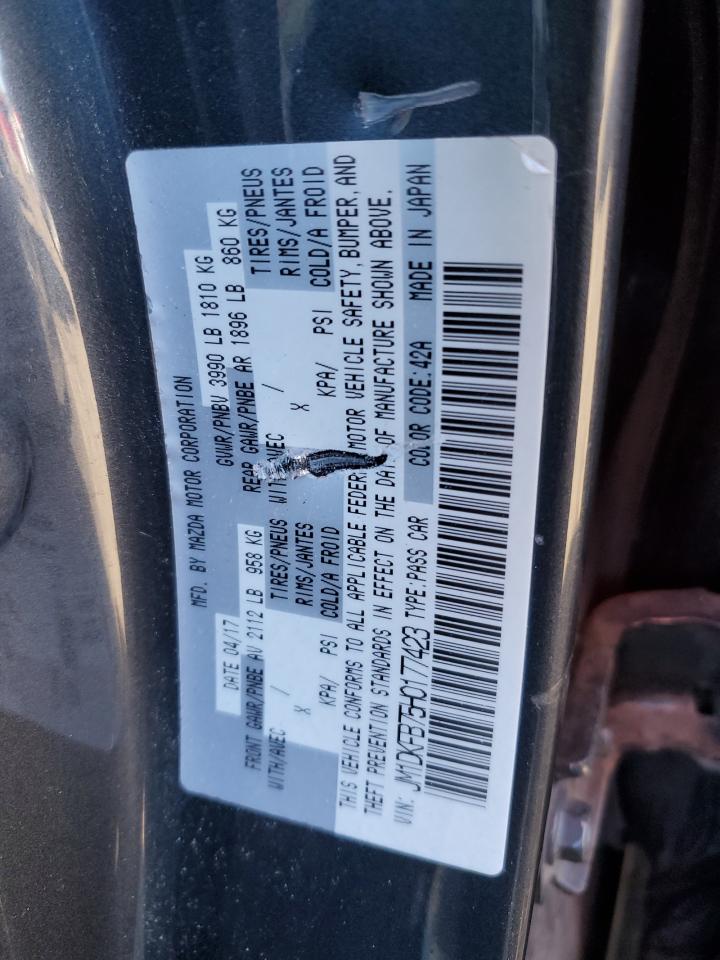 MFD. BY MAZDA MOTOR CORPORATION
DATE 04/17 GVWR/PNBV 3990 LB 1810 KG
FRONT GAWR/PNBE AV 2112 LB 958 KG REAR GAWR/PNBE AR 1896 LB 860 KG
WITH/AVEC / TIRES/PNEUS WITH/AVEC / TIRES/PNEUS
X RIMS/JANTES X RIMS/JANTES
KPA/ PSI COLD/A FROID KPA/ PSI COLD/A FROID
THIS VEHICLE CONFORMS TO ALL APPLICABLE FEDERAL MOTOR VEHICLE SAFETY, BUMPER, AND
THEFT PREVENTION STANDARDS IN EFFECT ON THE DATE OF MANUFACTURE SHOWN ABOVE.
VIN: JM1DKFB75H0177423 TYPE:PASS CAR COLOR CODE:42A MADE IN JAPAN